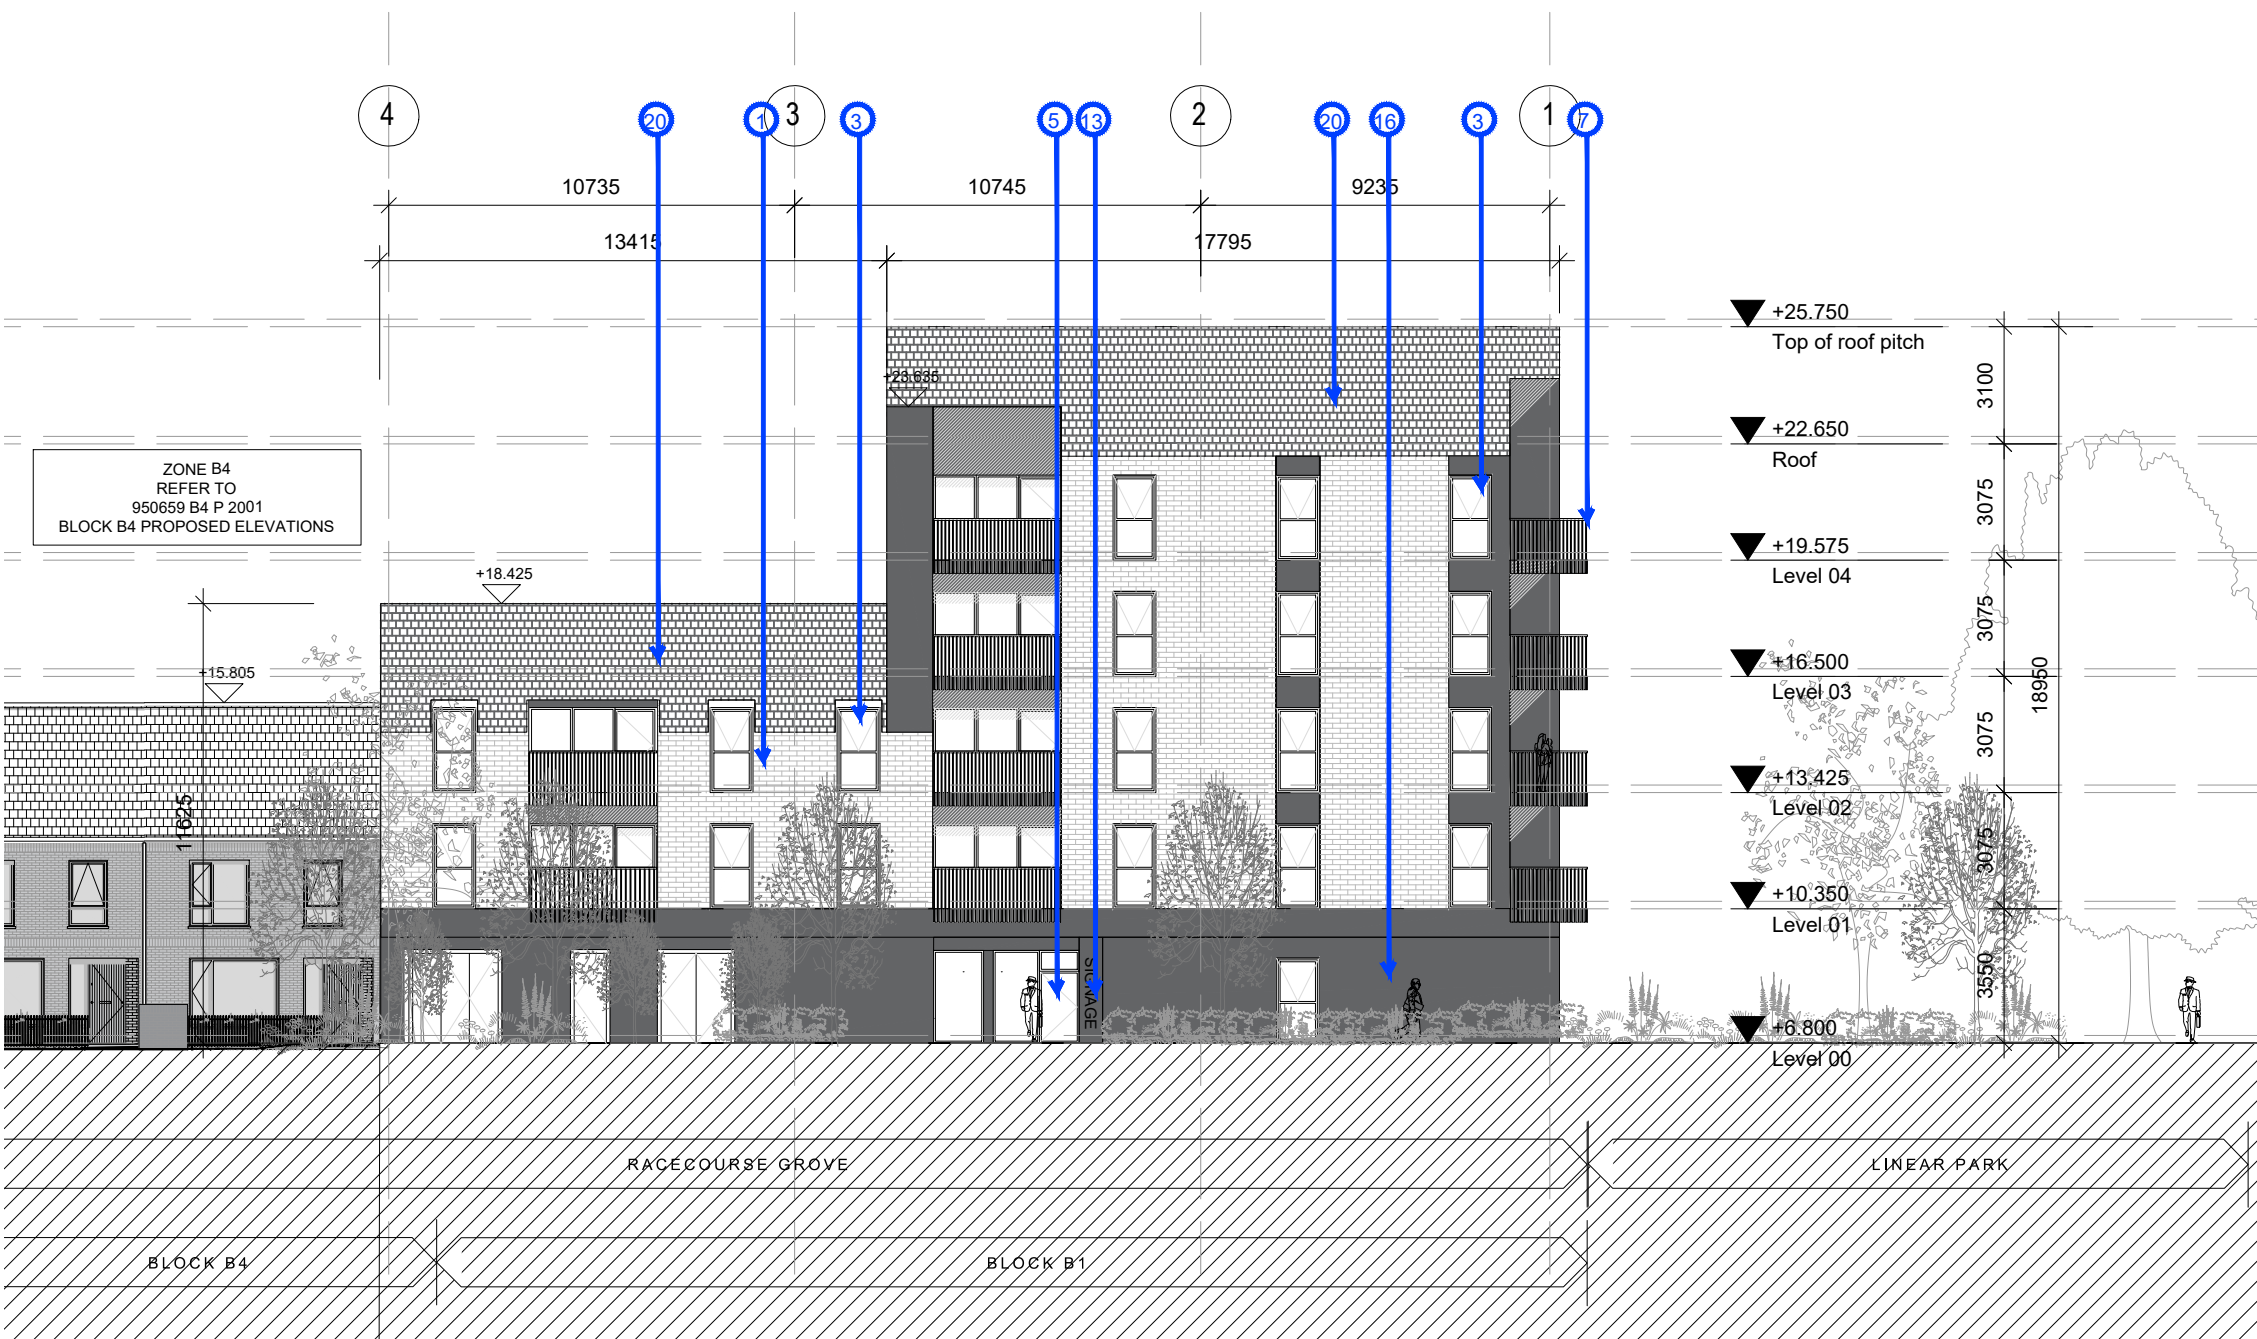 4
20
1
3
3
5
13
2
20
16
3
1
7
10735
10745
9235
13415
17795
+25.750
Top of roof pitch
+23.635
3100
+22.650
Roof
ZONE B4
REFER TO
950659 B4 P 2001
BLOCK B4 PROPOSED ELEVATIONS
3075
+19.575
Level 04
+18.425
3075
+16.500
Level 03
+15.805
18950
3075
+13.425
Level 02
11625
3075
+10.350
Level 01
SIGNAGE
3550
+6.800
Level 00
RACECOURSE GROVE
LINEAR PARK
BLOCK B4
BLOCK B1